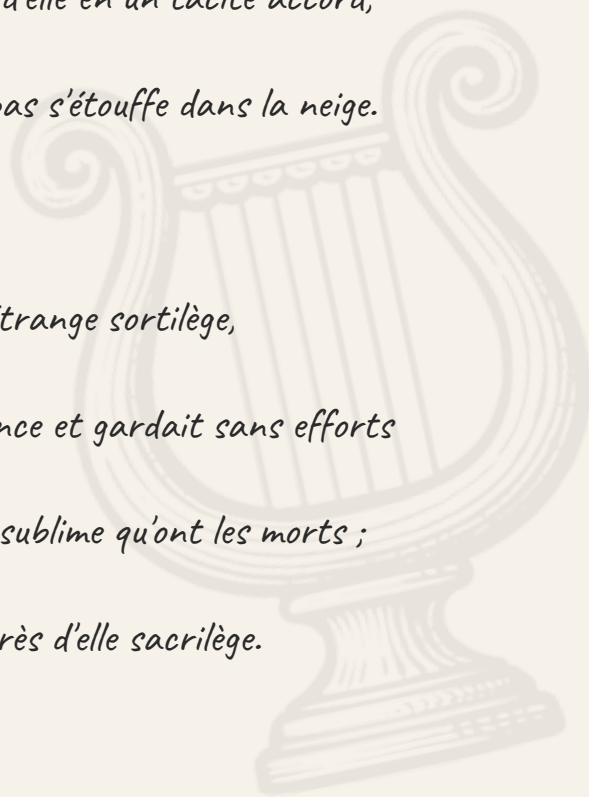 d'elle en un tacite accord,
pas s'étouffe dans la neige.
trange sortilège,
nce et gardait sans efforts
sublime qu'ont les morts ;
rès d'elle sacrilège.